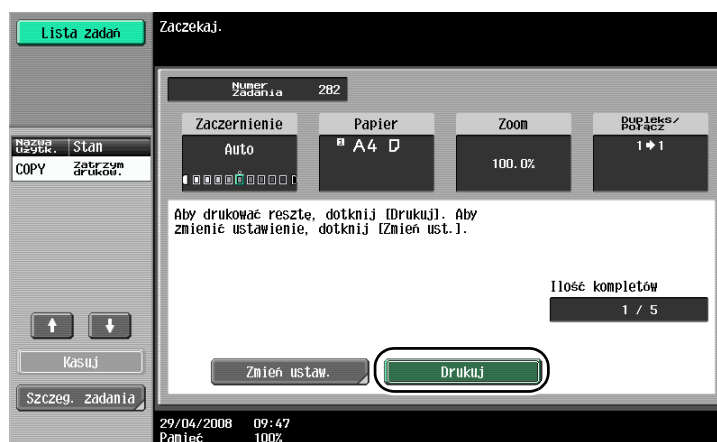 Lista zadań
Zaczekaj.
Numer
zadania
282
Zaczernienie
Papier
Zoom
Dupleks/
Połącz
Auto
A4
100.0%
1 → 1
Nazwa
użytk.
Stan
COPY
Zatrzym
drukow.
Aby drukować resztę, dotknij [Drukuj]. Aby
zmienić ustawienie, dotknij [Zmień ust.].
Ilość kompletów
1 / 5
Kasuj
Szczeg. zadania
Zmień ustaw.
Drukuj
29/04/2008 09:47
Pamięć 100%